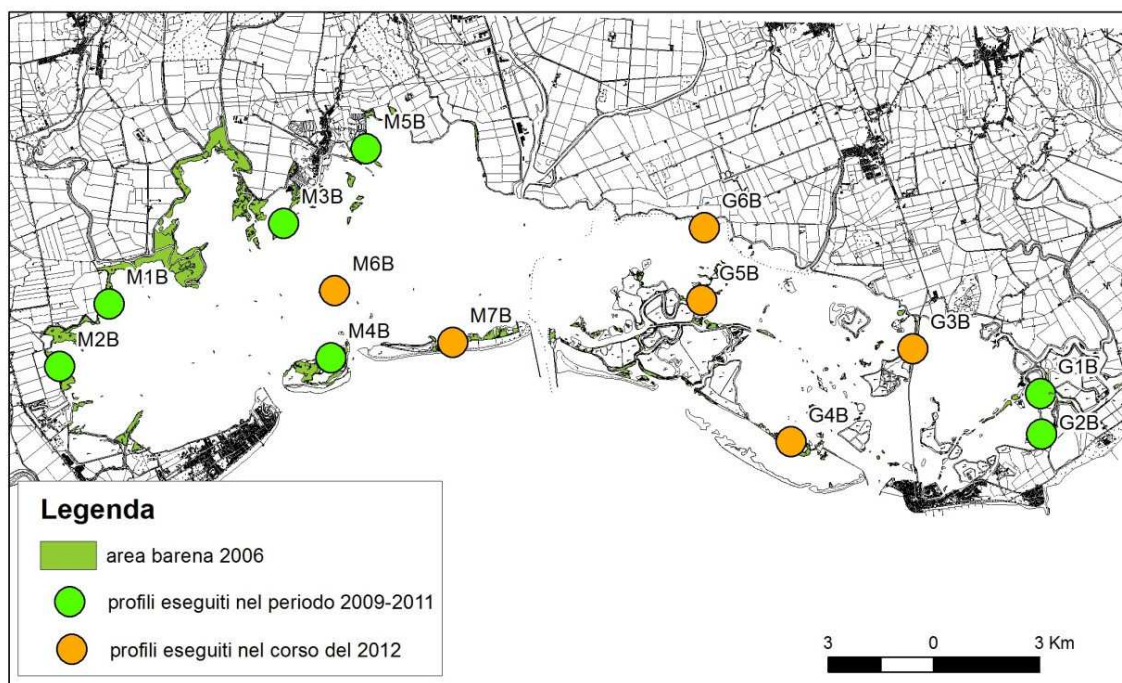 M5B
M3B
G6B
M1B
M6B
G5B
M2B
M4B
M7B
G3B
G1B
G4B
G2B
Legenda
area barena 2006
profili eseguiti nel periodo 2009-2011
profili eseguiti nel corso del 2012
3 0 3 Km